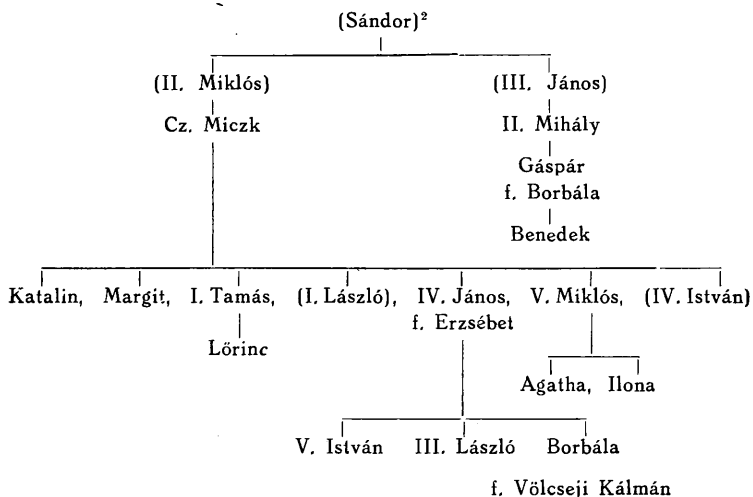 (Sándor)²
(II. Miklós) (III. János)
Cz. Miczk II. Mihály
Gáspár
f. Borbála
Benedek
Katalin, Margit, I. Tamás, (I. László), IV. János, V. Miklós, (IV. István)
f. Erzsébet
Lőrinc
Agatha, Ilona
V. István III. László Borbála
f. Völcseji Kálmán